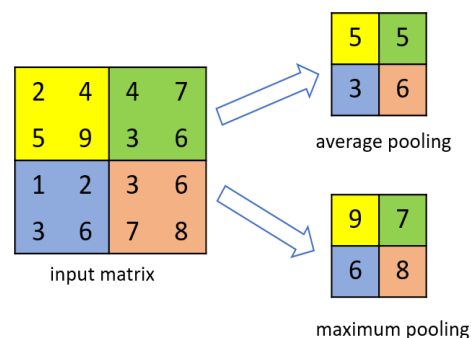 2 4 4 7
5 9 3 6
1 2 3 6
3 6 7 8
input matrix
5 5
3 6
average pooling
9 7
6 8
maximum pooling